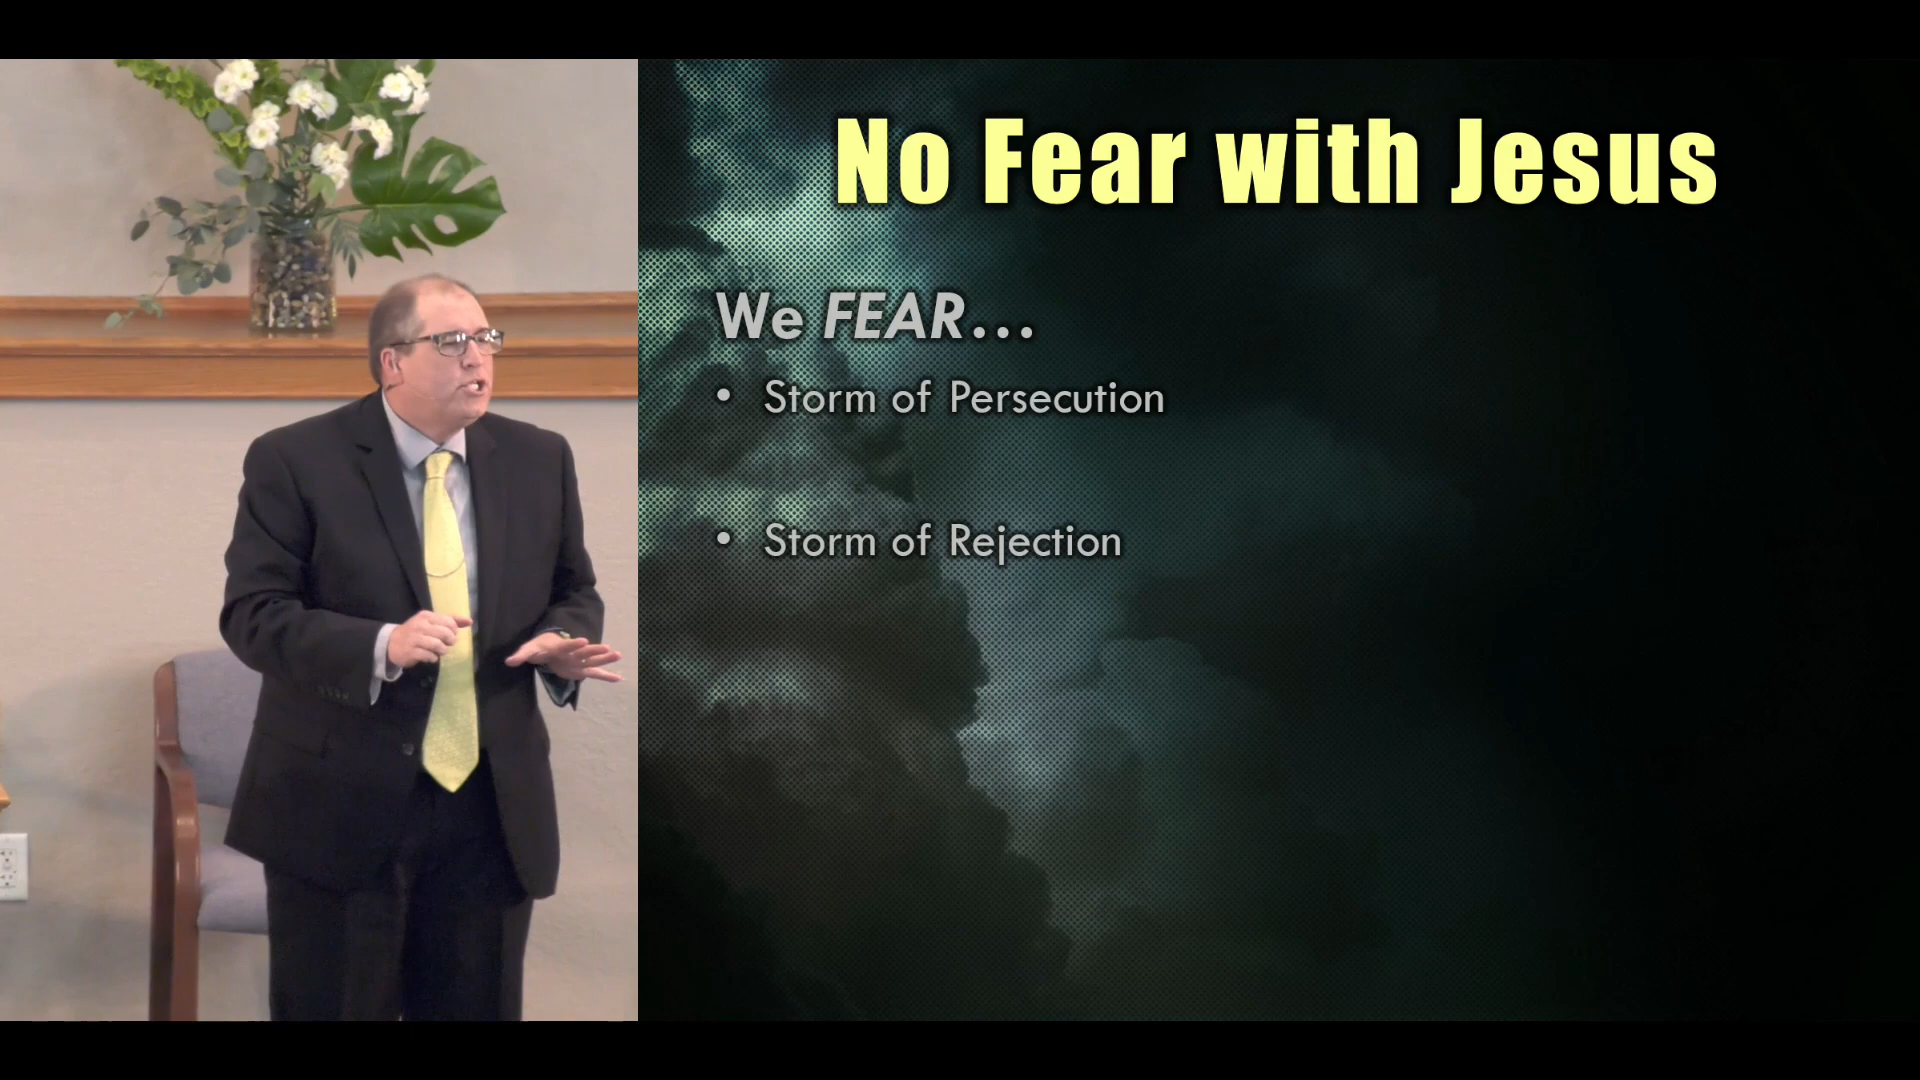 No Fear with Jesus
We FEAR…
• Storm of Persecution
• Storm of Rejection